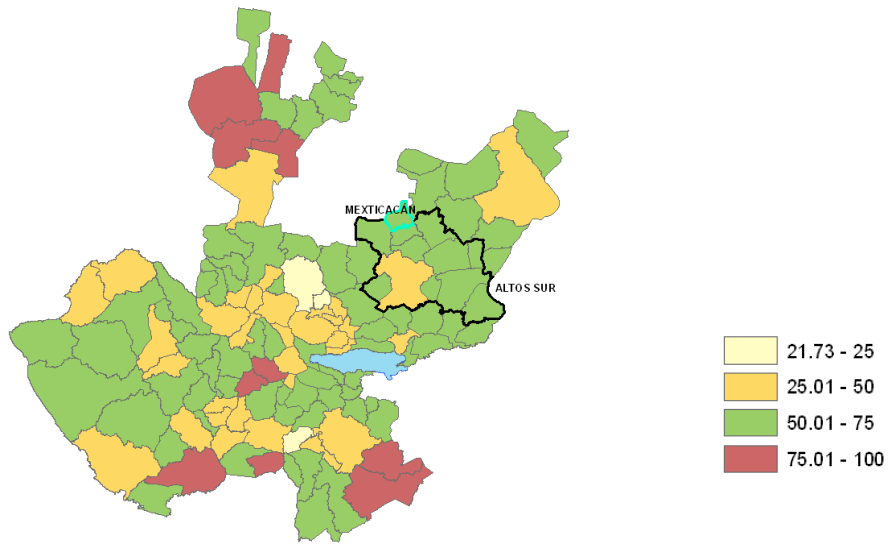 MEXTICACÁN
ALTOS SUR
21.73 - 25
25.01 - 50
50.01 - 75
75.01 - 100